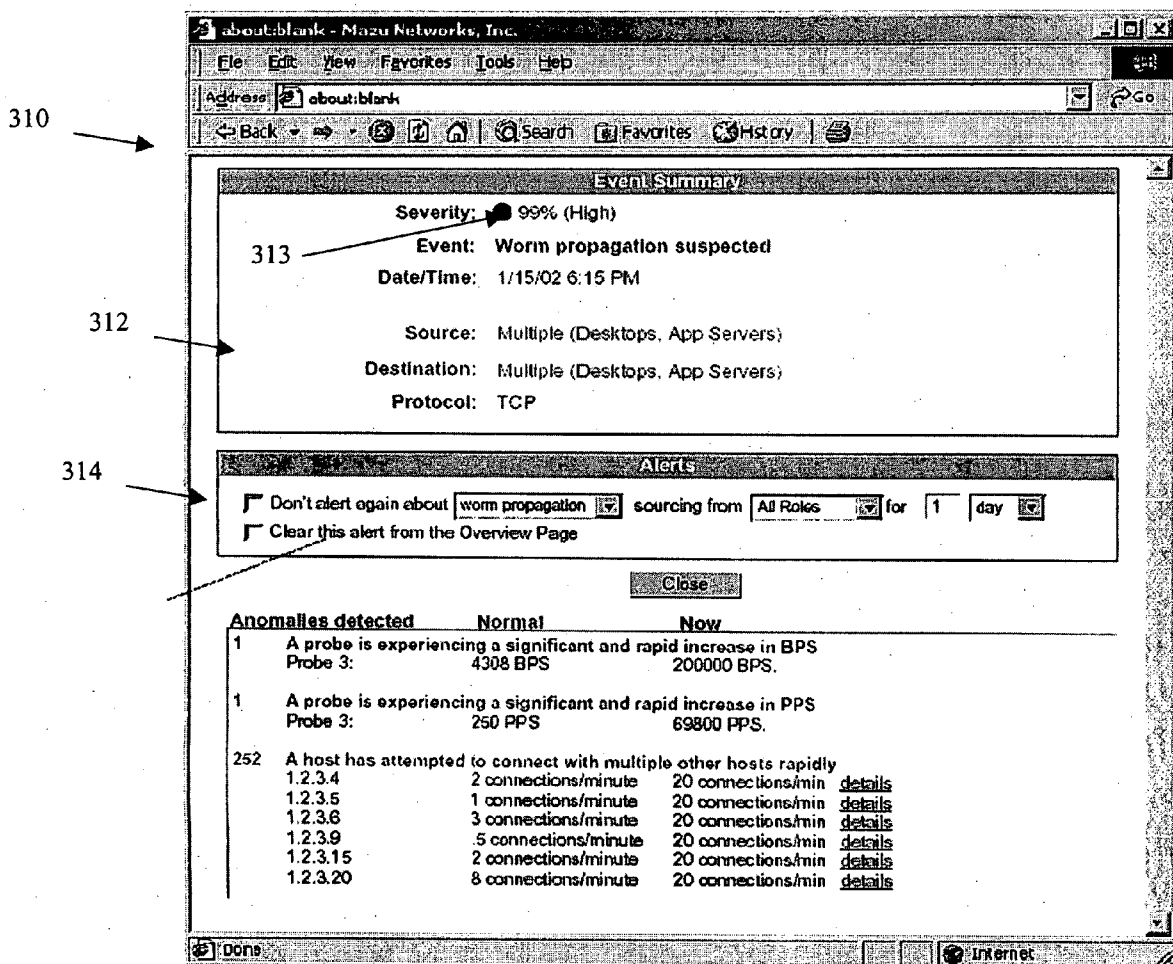 about:blank - Mazu Networks, Inc.
File Edit View Favorites Tools Help
Address about:blank Go
310
Back Search Favorites History
Event Summary
Severity: 99% (High)
313
Event: Worm propagation suspected
Date/Time: 1/15/02 6:15 PM
312
Source: Multiple (Desktops, App Servers)
Destination: Multiple (Desktops, App Servers)
Protocol: TCP
314
Alerts
Don't alert again about worm propagation sourcing from All Roles for 1 day
Clear this alert from the Overview Page
Close
Anomalies detected Normal Now
1 A probe is experiencing a significant and rapid increase in BPS
Probe 3: 4308 BPS 200000 BPS.
1 A probe is experiencing a significant and rapid increase in PPS
Probe 3: 250 PPS 69800 PPS.
252 A host has attempted to connect with multiple other hosts rapidly
1.2.3.4 2 connections/minute 20 connections/min details
1.2.3.5 1 connections/minute 20 connections/min details
1.2.3.6 3 connections/minute 20 connections/min details
1.2.3.9 .5 connections/minute 20 connections/min details
1.2.3.15 2 connections/minute 20 connections/min details
1.2.3.20 8 connections/minute 20 connections/min details
Done Internet